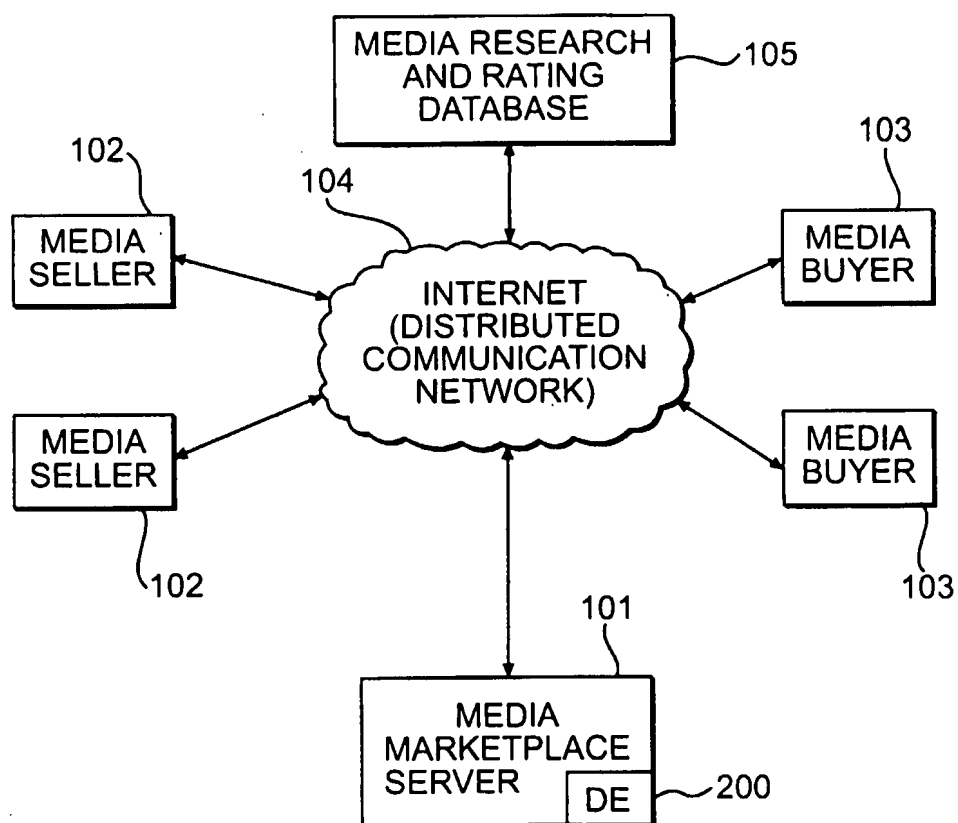 MEDIA RESEARCH
AND RATING
DATABASE
105
102
104
103
MEDIA
SELLER
MEDIA
BUYER
INTERNET
(DISTRIBUTED
COMMUNICATION
NETWORK)
MEDIA
SELLER
MEDIA
BUYER
102
103
101
MEDIA
MARKETPLACE
SERVER
DE
200